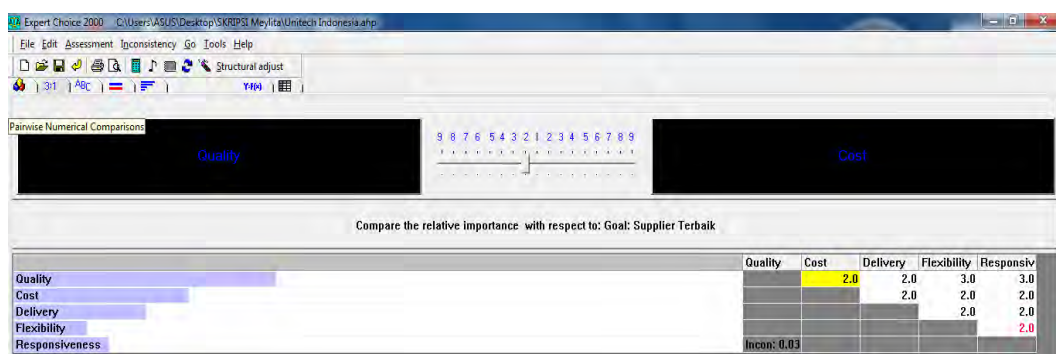 Expert Choice 2000 C:\Users\ASUS\Desktop\SKRIPSI Meylita\Unitech Indonesia.ahp
File Edit Assessment Inconsistency Go Tools Help
Structural adjust
3:1 ABC Y=F(x)
Pairwise Numerical Comparisons
9 8 7 6 5 4 3 2 1 2 3 4 5 6 7 8 9
Quality Cost
Compare the relative importance with respect to: Goal: Supplier Terbaik
Quality Cost Delivery Flexibility Responsiv
Quality 2.0 2.0 3.0 3.0
Cost 2.0 2.0 2.0
Delivery 2.0 2.0
Flexibility 2.0
Responsiveness Incon: 0.03